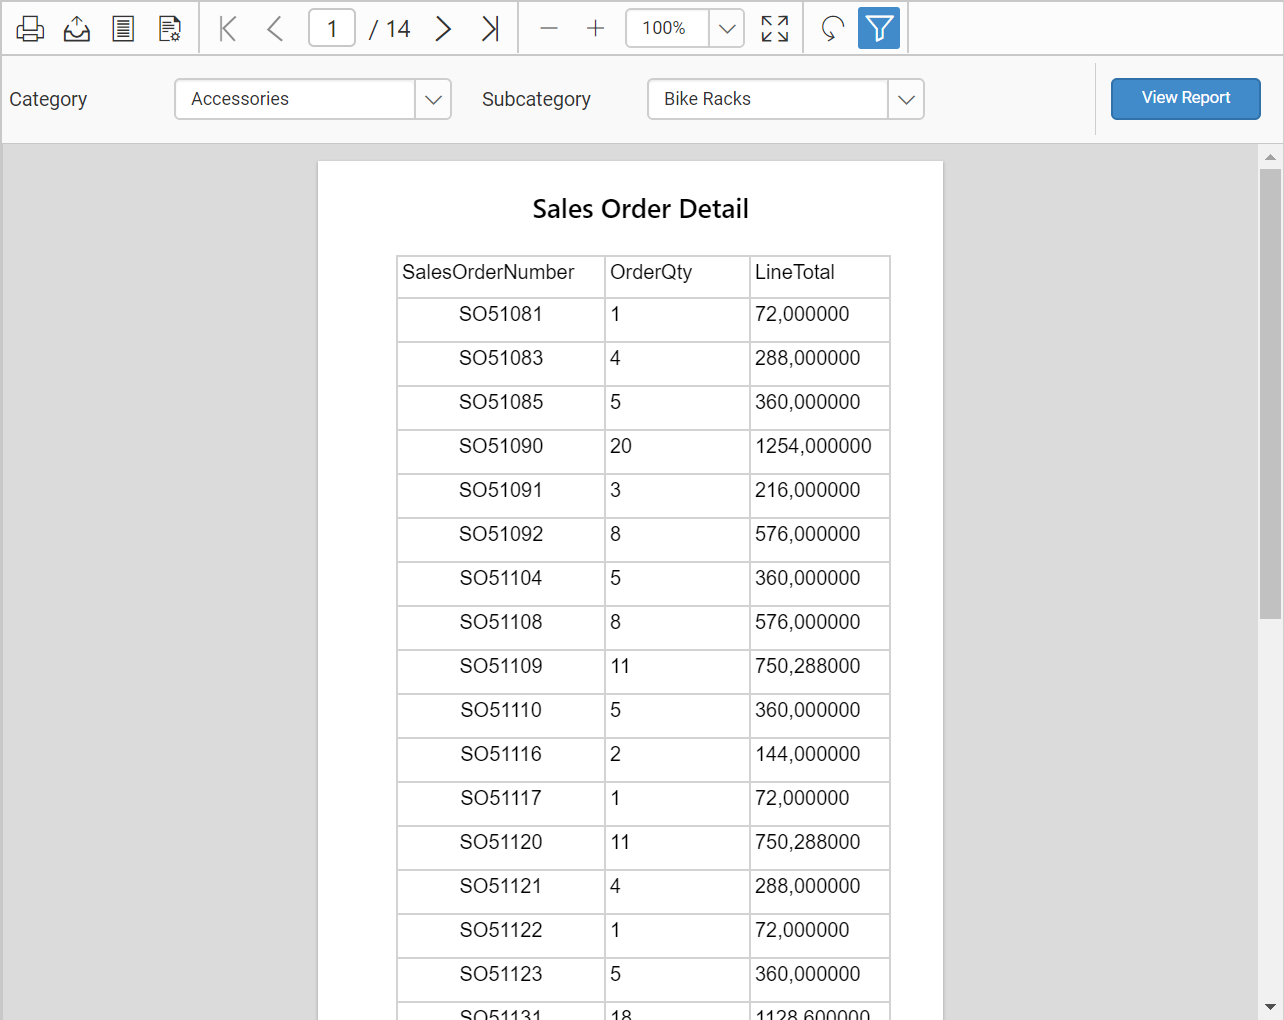 1 / 14 100%
Category Accessories Subcategory Bike Racks View Report
Sales Order Detail
SalesOrderNumber OrderQty LineTotal
SO51081 1 72,000000
SO51083 4 288,000000
SO51085 5 360,000000
SO51090 20 1254,000000
SO51091 3 216,000000
SO51092 8 576,000000
SO51104 5 360,000000
SO51108 8 576,000000
SO51109 11 750,288000
SO51110 5 360,000000
SO51116 2 144,000000
SO51117 1 72,000000
SO51120 11 750,288000
SO51121 4 288,000000
SO51122 1 72,000000
SO51123 5 360,000000
SO51131 18 1128,600000